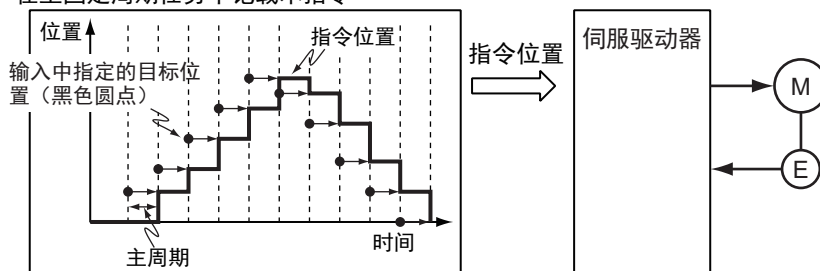 位置
指令位置
输入中指定的目标位
置（黑色圆点）
主周期
时间
指令位置
伺服驱动器
M
E